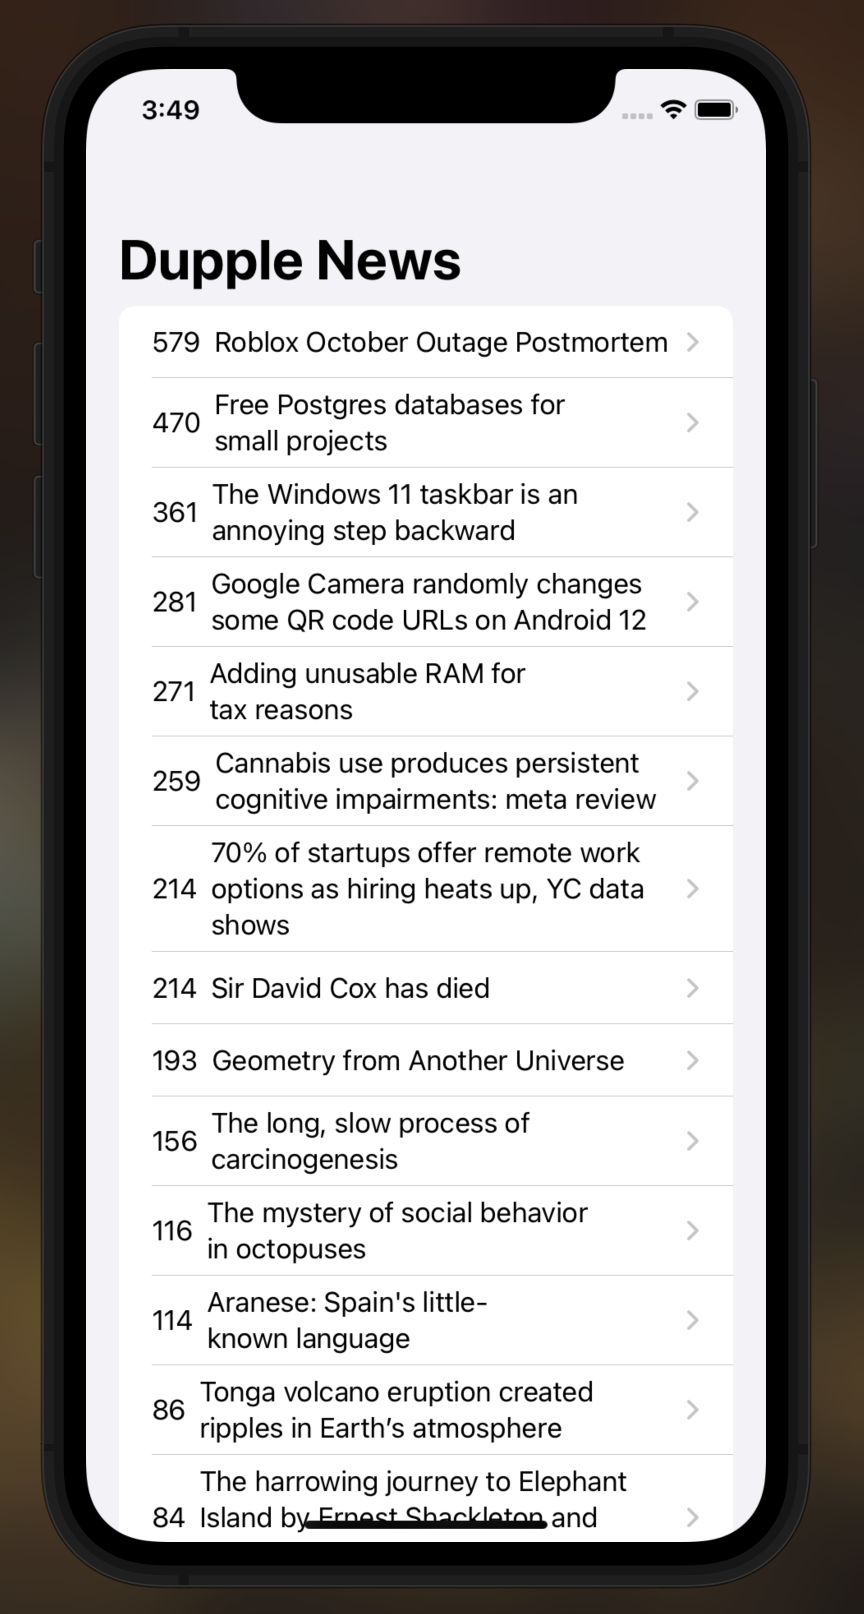 3:49
Dupple News
579 Roblox October Outage Postmortem
470 Free Postgres databases for
small projects
361 The Windows 11 taskbar is an
annoying step backward
281 Google Camera randomly changes
some QR code URLs on Android 12
271 Adding unusable RAM for
tax reasons
259 Cannabis use produces persistent
cognitive impairments: meta review
70% of startups offer remote work
214 options as hiring heats up, YC data
shows
214 Sir David Cox has died
193 Geometry from Another Universe
156 The long, slow process of
carcinogenesis
116 The mystery of social behavior
in octopuses
114 Aranese: Spain's little-
known language
86 Tonga volcano eruption created
ripples in Earth’s atmosphere
The harrowing journey to Elephant
84 Island by Ernest Shackleton and